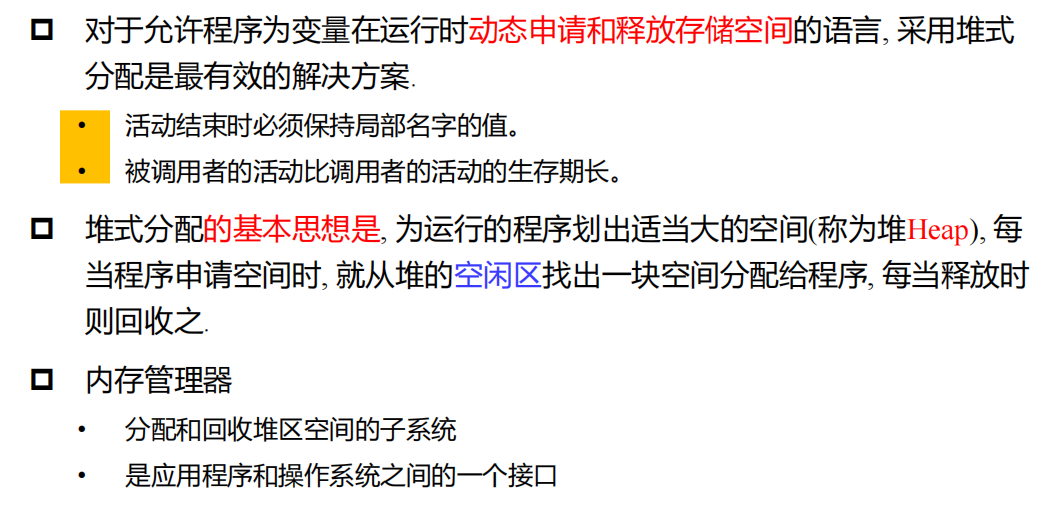 对于允许程序为变量在运行时动态申请和释放存储空间的语言, 采用堆式
分配是最有效的解决方案.
• 活动结束时必须保持局部名字的值。
• 被调用者的活动比调用者的活动的生存期长。
堆式分配的基本思想是, 为运行的程序划出适当大的空间(称为堆Heap), 每
当程序申请空间时, 就从堆的空闲区找出一块空间分配给程序, 每当释放时
则回收之.
内存管理器
• 分配和回收堆区空间的子系统
• 是应用程序和操作系统之间的一个接口